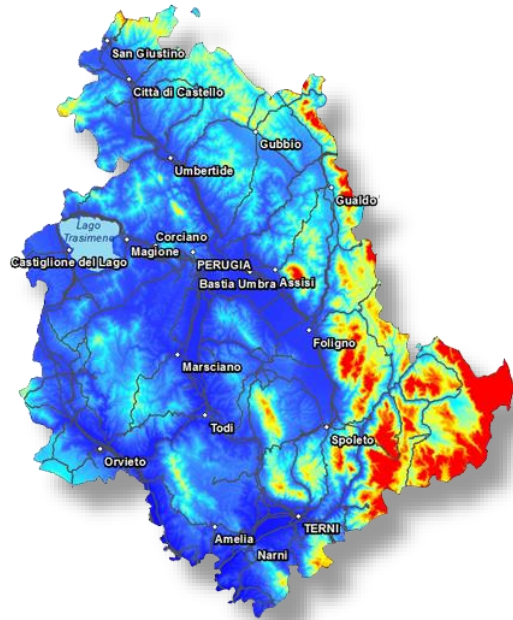 San Giustino
Città di Castello
Gubbio
Umbertide
Gualdo
Lago
Trasimeno
Corciano
Magione
PERUGIA
Castiglione del Lago
Bastia Umbra
Assisi
Foligno
Marsciano
Todi
Spoleto
Orvieto
TERNI
Amelia
Narni